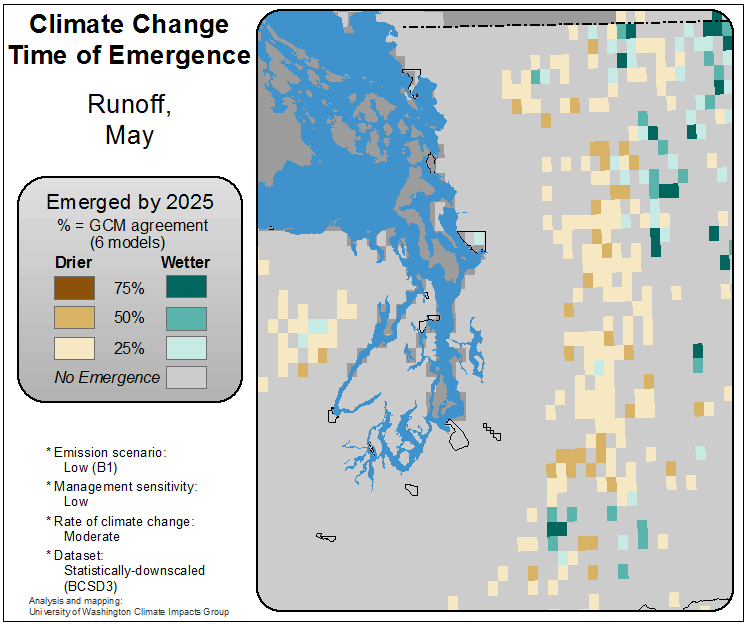 Climate Change
Time of Emergence
Runoff,
May
Emerged by 2025
% = GCM agreement
(6 models)
Drier Wetter
75%
50%
25%
No Emergence
* Emission scenario:
Low (B1)
* Management sensitivity:
Low
* Rate of climate change:
Moderate
* Dataset:
Statistically-downscaled
(BCSD3)
Analysis and mapping:
University of Washington Climate Impacts Group